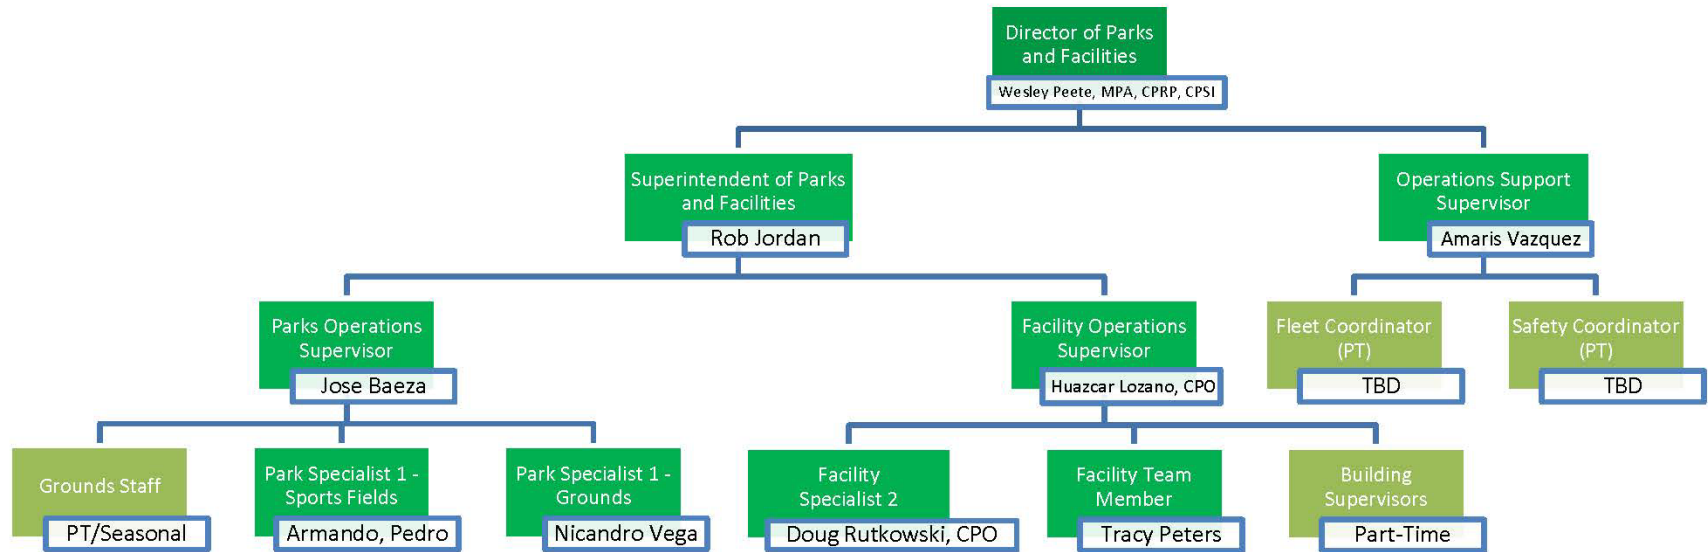 Director of Parks
and Facilities
Wesley Peete, MPA, CPRP, CPSI
Superintendent of Parks
and Facilities
Rob Jordan
Operations Support
Supervisor
Amaris Vazquez
Parks Operations
Supervisor
Jose Baeza
Facility Operations
Supervisor
Huazcar Lozano, CPO
Fleet Coordinator
(PT)
TBD
Safety Coordinator
(PT)
TBD
Grounds Staff
PT/Seasonal
Park Specialist 1 -
Sports Fields
Armando, Pedro
Park Specialist 1 -
Grounds
Nicandro Vega
Facility
Specialist 2
Doug Rutkowski, CPO
Facility Team
Member
Tracy Peters
Building
Supervisors
Part-Time